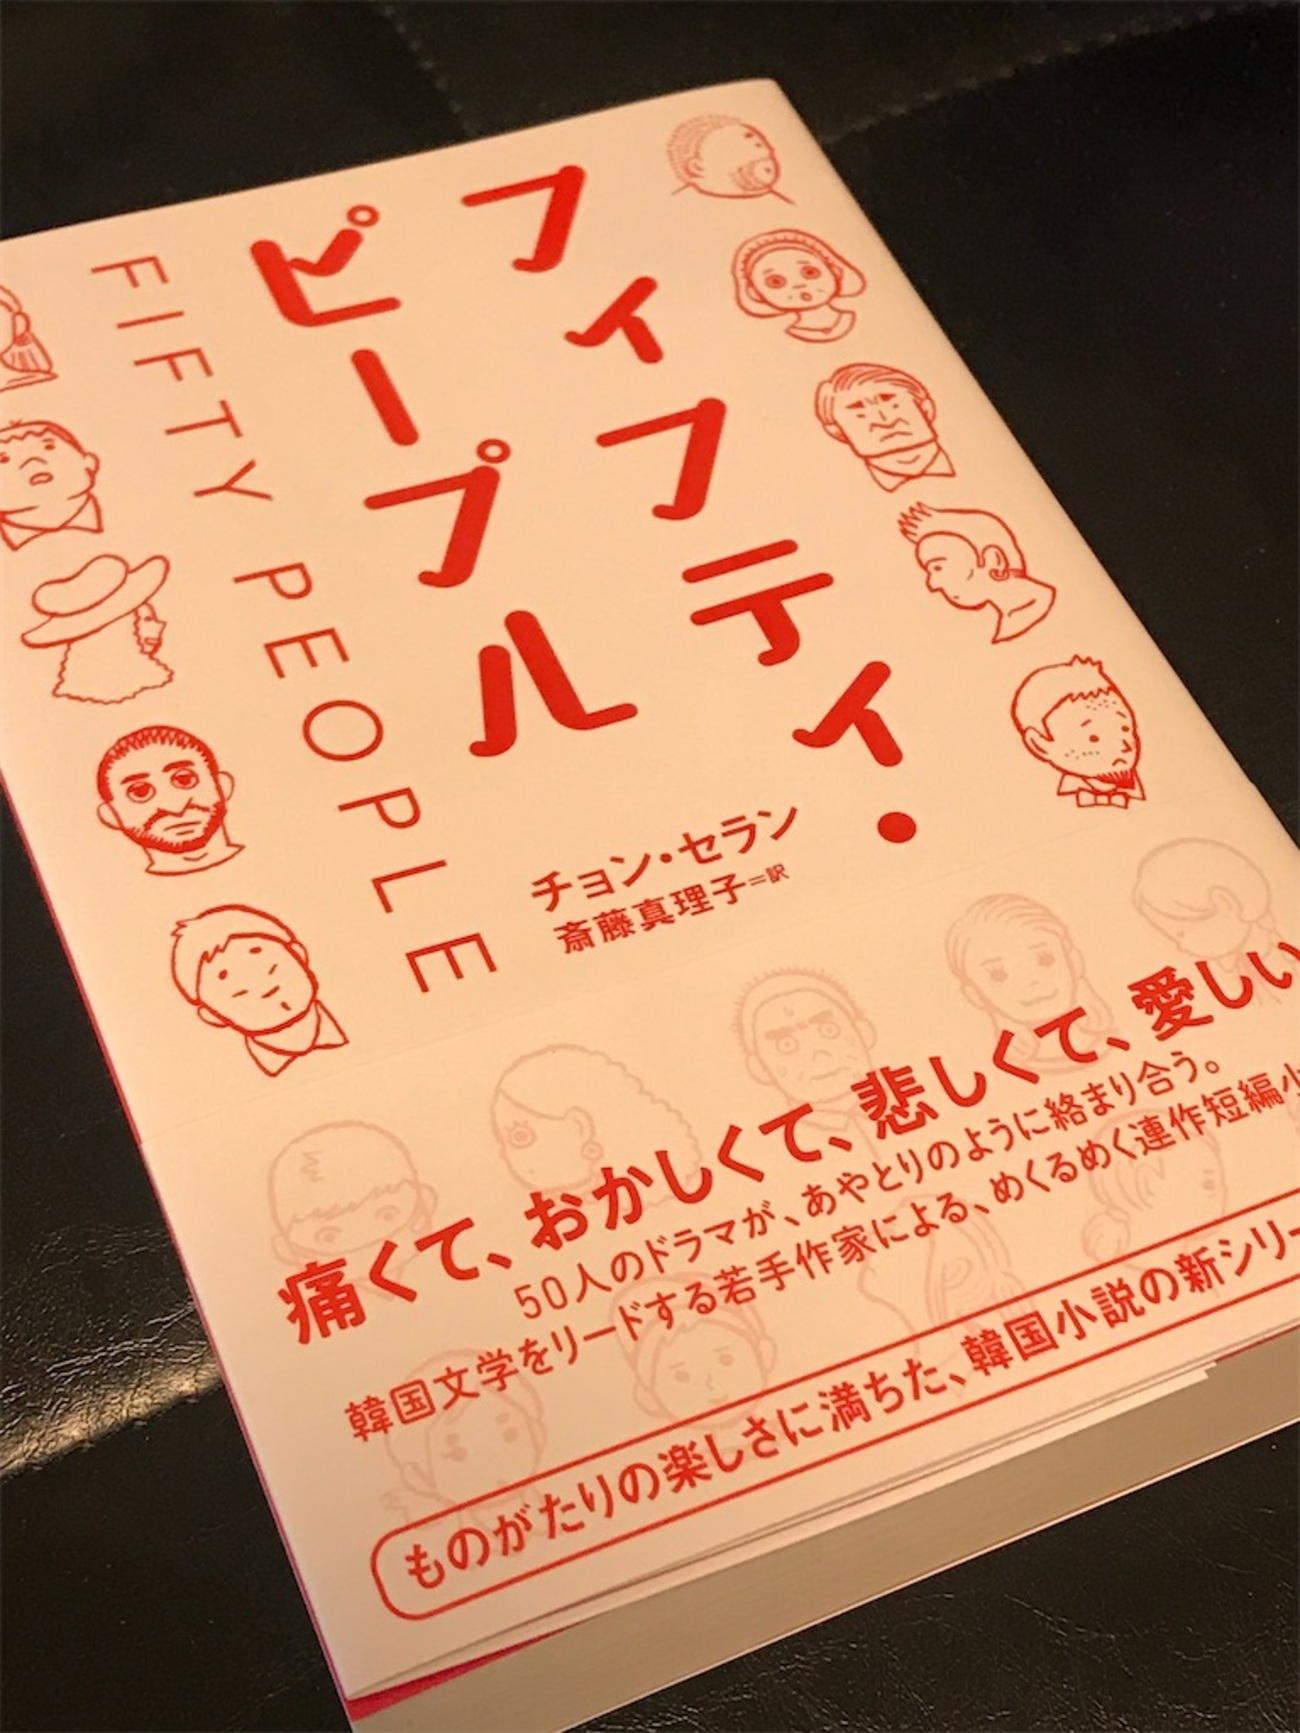 フィフティ・
ピープル
FIFTY PEOPLE
チョン・セラン
斎藤真理子=訳
痛くて、おかしくて、悲しくて、愛しい
50人のドラマが、あやとりのように絡まり合う。
韓国文学をリードする若手作家による、めくるめく連作短編小
ものがたりの楽しさに満ちた、韓国小説の新シリー